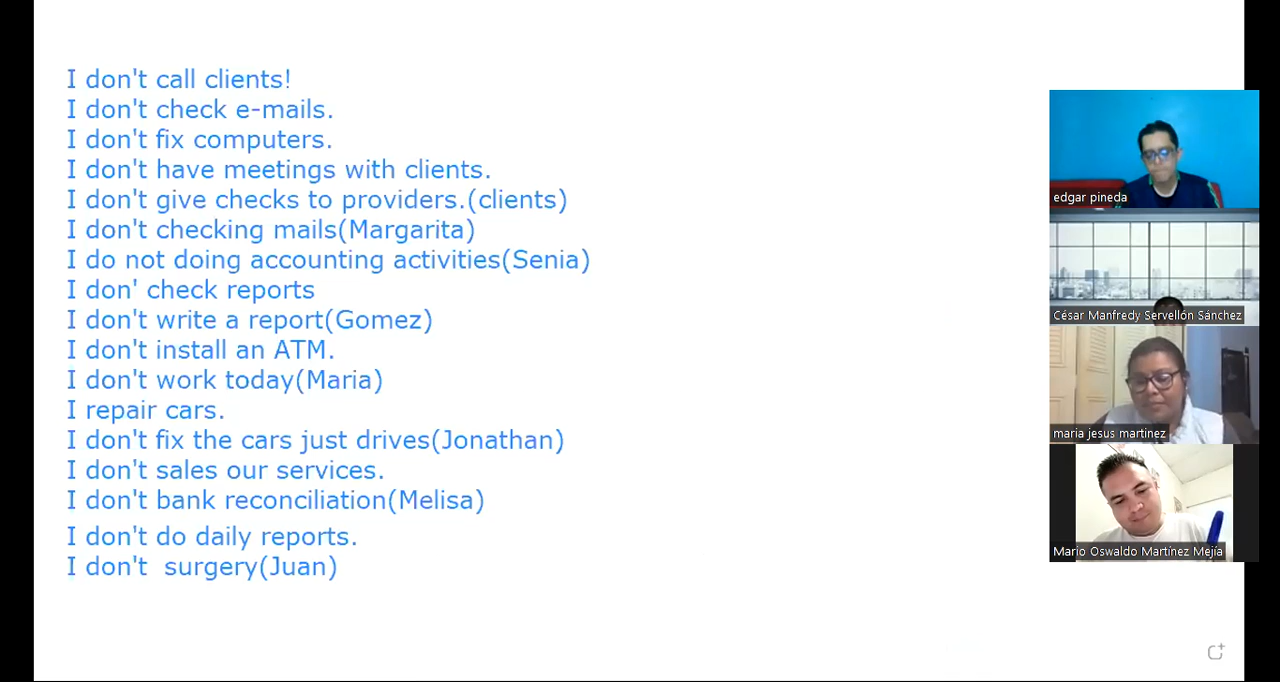 I don't call clients!
I don't check e-mails.
I don't fix computers.
I don't have meetings with clients.
I don't give checks to providers.(clients)
I don't checking mails(Margarita)
I do not doing accounting activities(Senia)
I don' check reports
I don't write a report(Gomez)
I don't install an ATM.
I don't work today(Maria)
I repair cars.
I don't fix the cars just drives(Jonathan)
I don't sales our services.
I don't bank reconciliation(Melisa)
I don't do daily reports.
I don't  surgery(Juan)
edgar pineda
César Manfredy Servellón Sánchez
maria jesus martinez
Mario Oswaldo Martínez Mejía